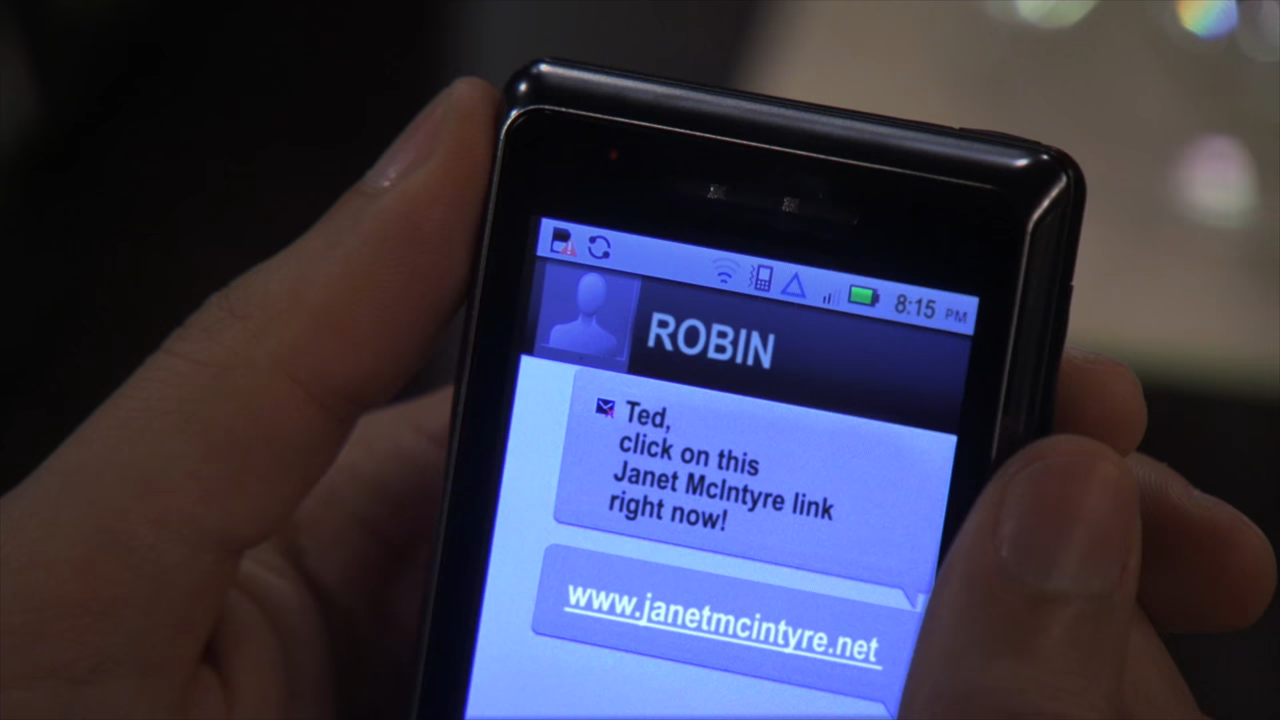 8:15 PM
ROBIN
Ted,
click on this
Janet McIntyre link
right now!
www.janetmcintyre.net